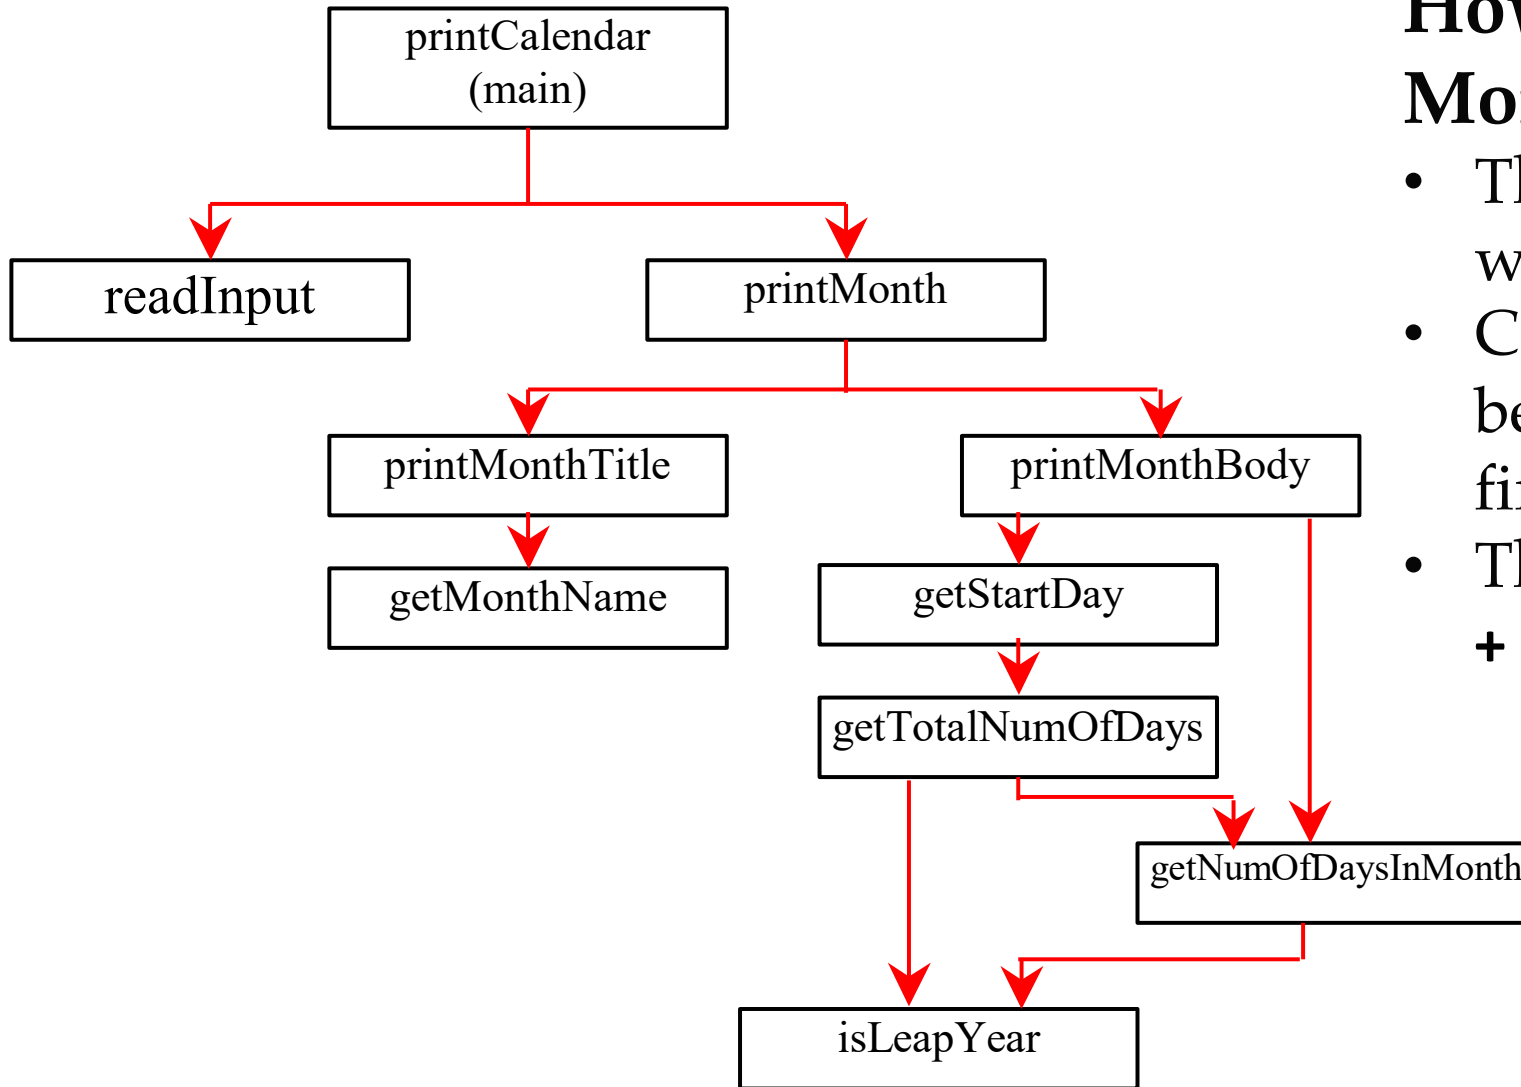 printCalendar
(main)
readInput
printMonth
printMonthTitle
printMonthBody
getMonthName
getStartDay
getTotalNumOfDays
getNumOfDaysInMonth
isLeapYear
•
•
•
+